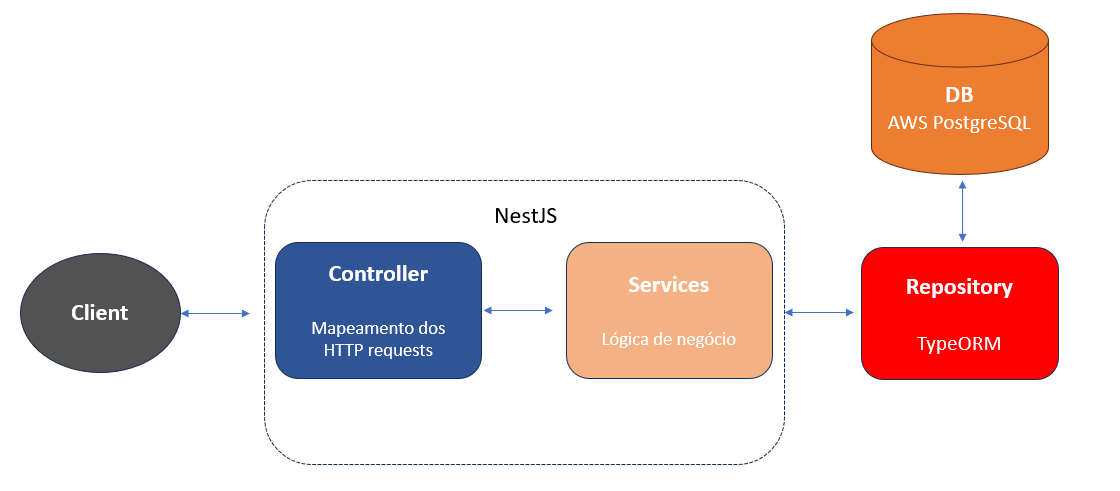 DB
AWS PostgreSQL
NestJS
Client
Controller
Mapeamento dos
HTTP requests
Services
Lógica de negócio
Repository
TypeORM